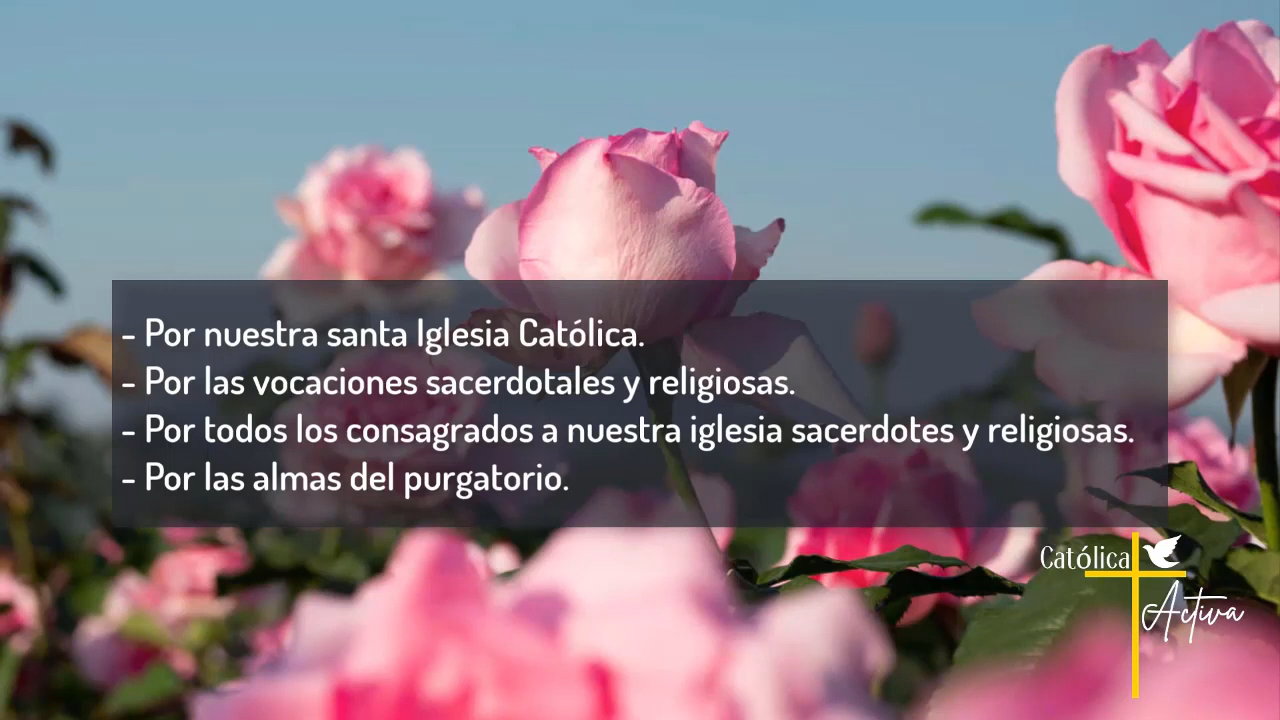 - Por nuestra santa Iglesia Católica.
- Por las vocaciones sacerdotales y religiosas.
- Por todos los consagrados a nuestra iglesia sacerdotes y religiosas.
- Por las almas del purgatorio.
Católica
Activa